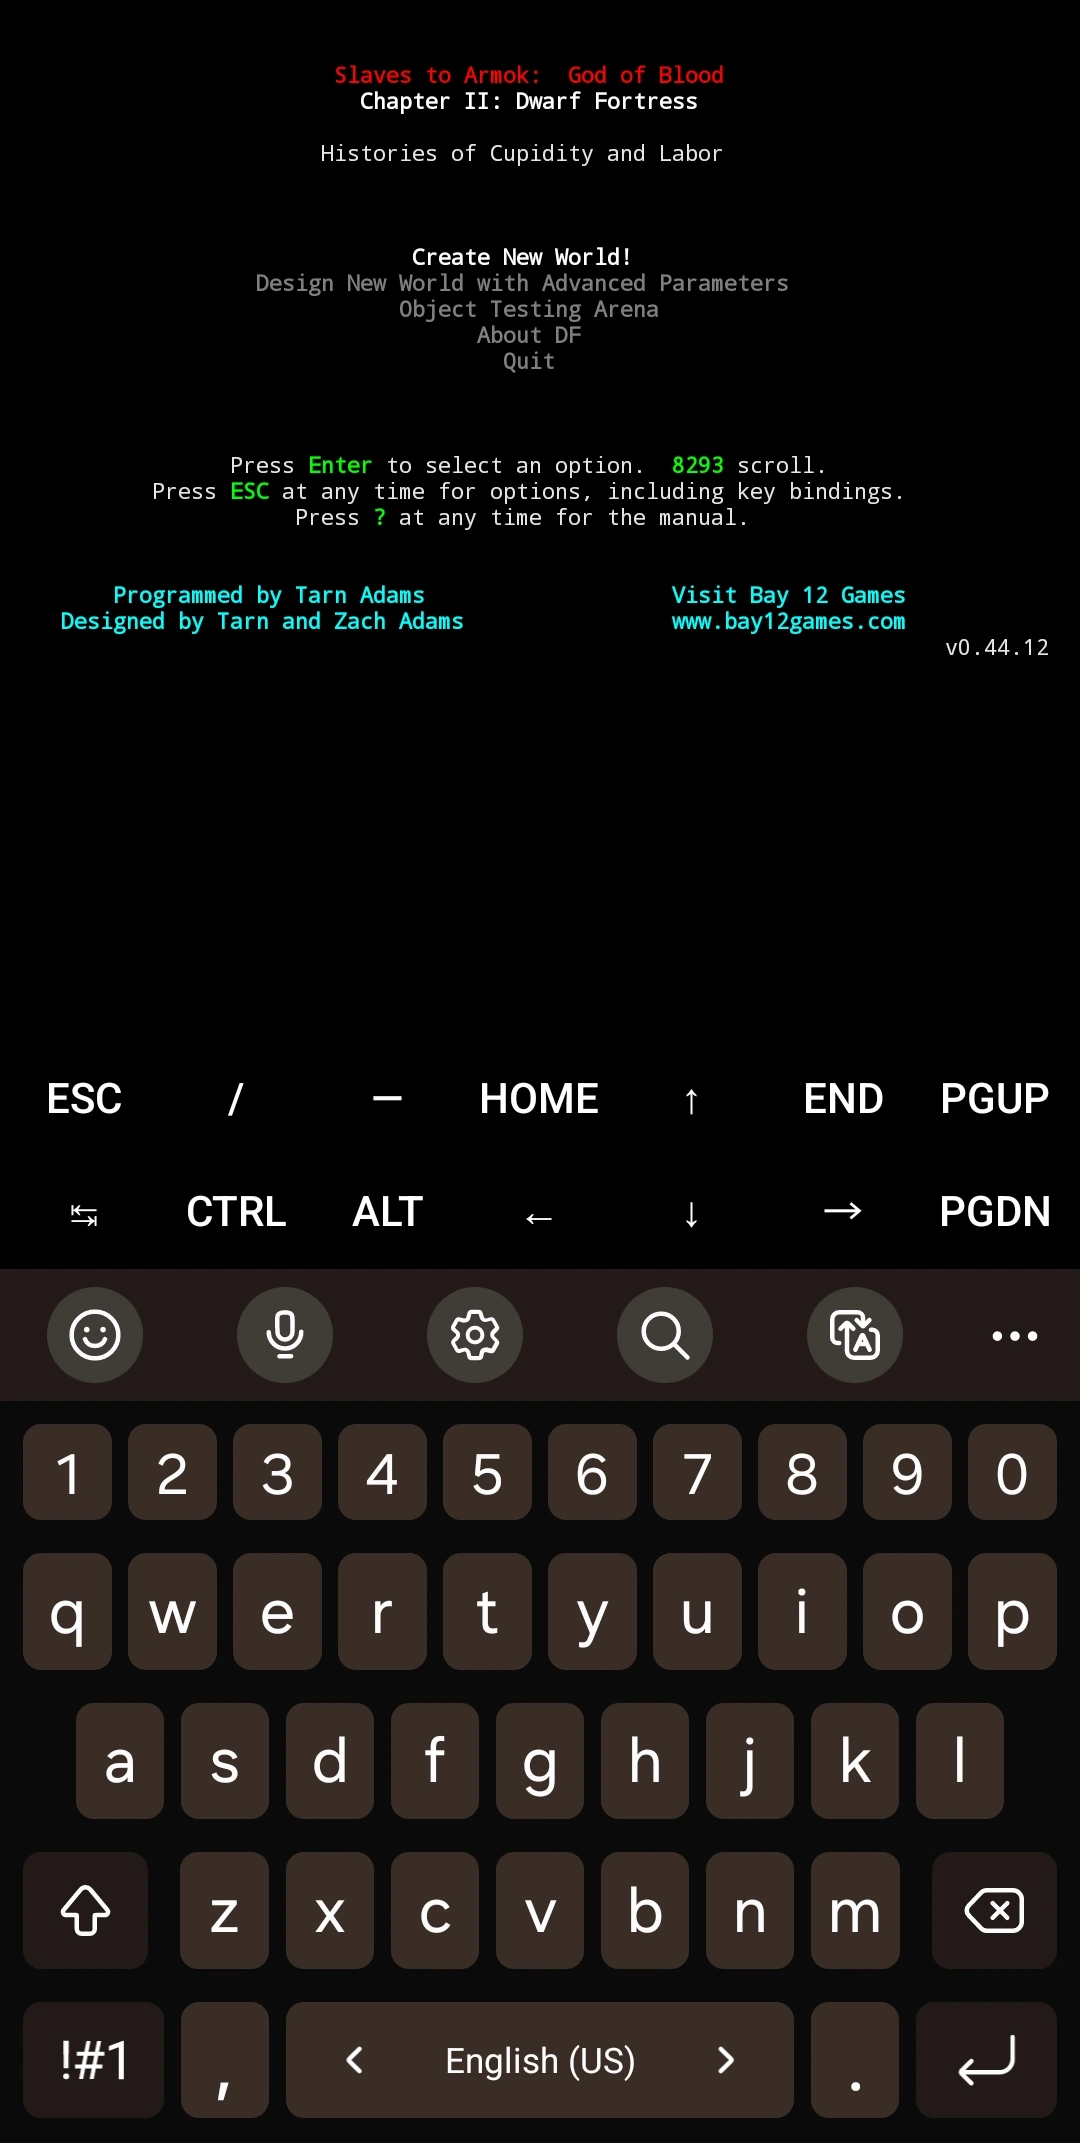 Slaves to Armok:  God of Blood
Chapter II: Dwarf Fortress
Histories of Cupidity and Labor
Create New World!
Design New World with Advanced Parameters
Object Testing Arena
About DF
Quit
Press Enter to select an option.  8293 scroll.
Press ESC at any time for options, including key bindings.
Press ? at any time for the manual.
Programmed by Tarn Adams
Designed by Tarn and Zach Adams
Visit Bay 12 Games
www.bay12games.com
v0.44.12
ESC / — HOME ↑ END PGUP
⇆ CTRL ALT ← ↓ → PGDN
1 2 3 4 5 6 7 8 9 0
q w e r t y u i o p
a s d f g h j k l
z x c v b n m
!#1 , < English (US) > .